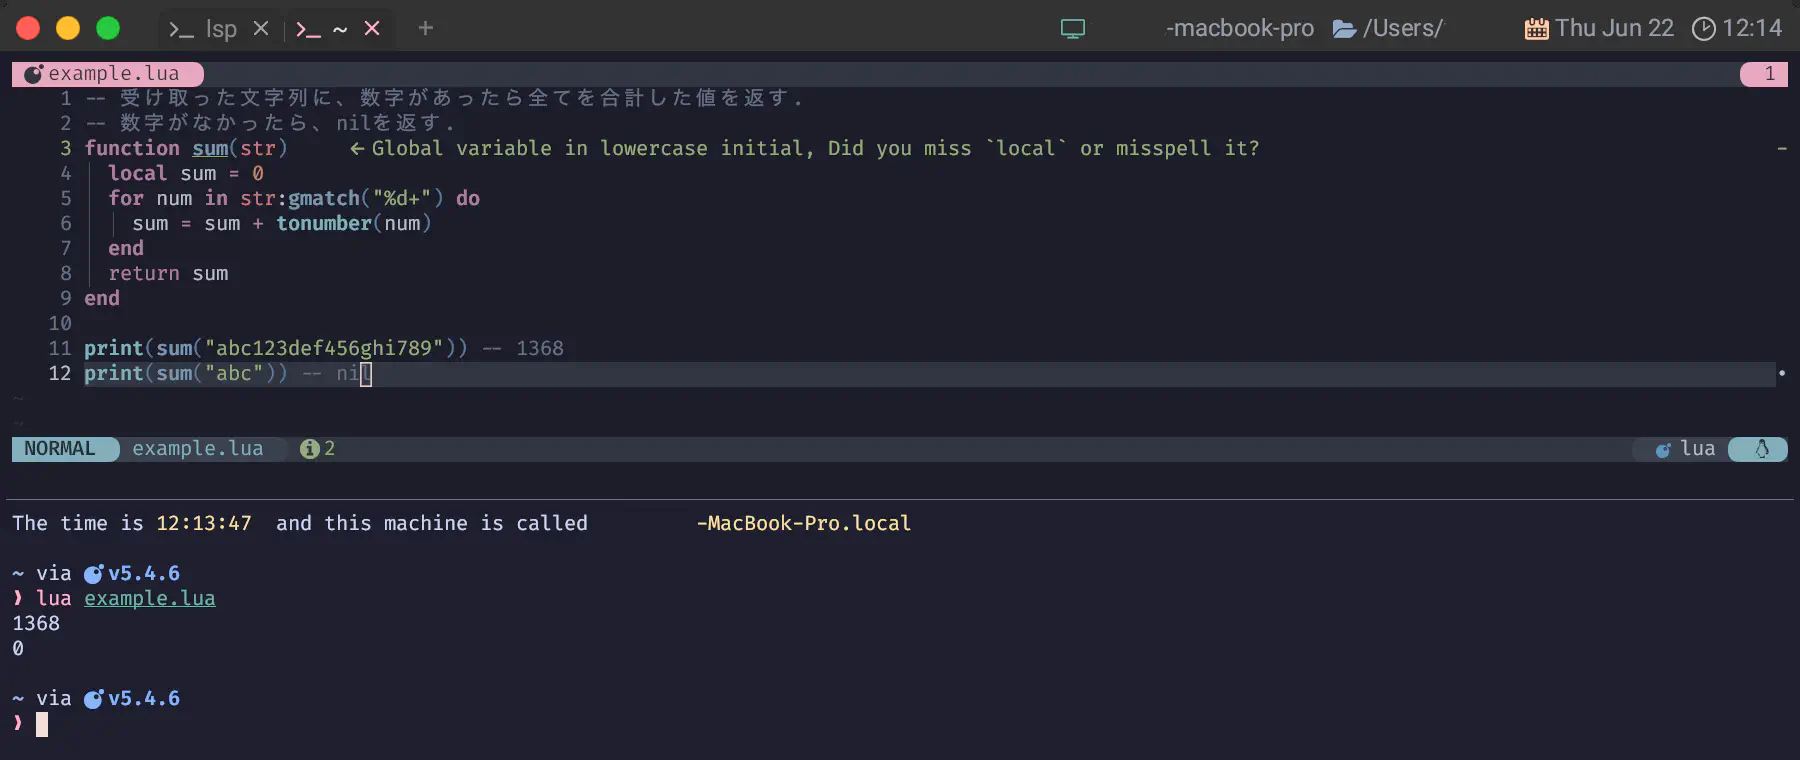 lsp ~ +
-macbook-pro /Users/ Thu Jun 22 12:14
example.lua 1
1 -- 受け取った文字列に、数字があったら全てを合計した値を返す.
2 -- 数字がなかったら、nilを返す.
3 function sum(str) ← Global variable in lowercase initial, Did you miss `local` or misspell it?
4 local sum = 0
5 for num in str:gmatch("%d+") do
6 sum = sum + tonumber(num)
7 end
8 return sum
9 end
10
11 print(sum("abc123def456ghi789")) -- 1368
12 print(sum("abc")) -- nil
~
~
NORMAL example.lua 2 lua
The time is 12:13:47 and this machine is called -MacBook-Pro.local
~ via v5.4.6
❯ lua example.lua
1368
0
~ via v5.4.6
❯